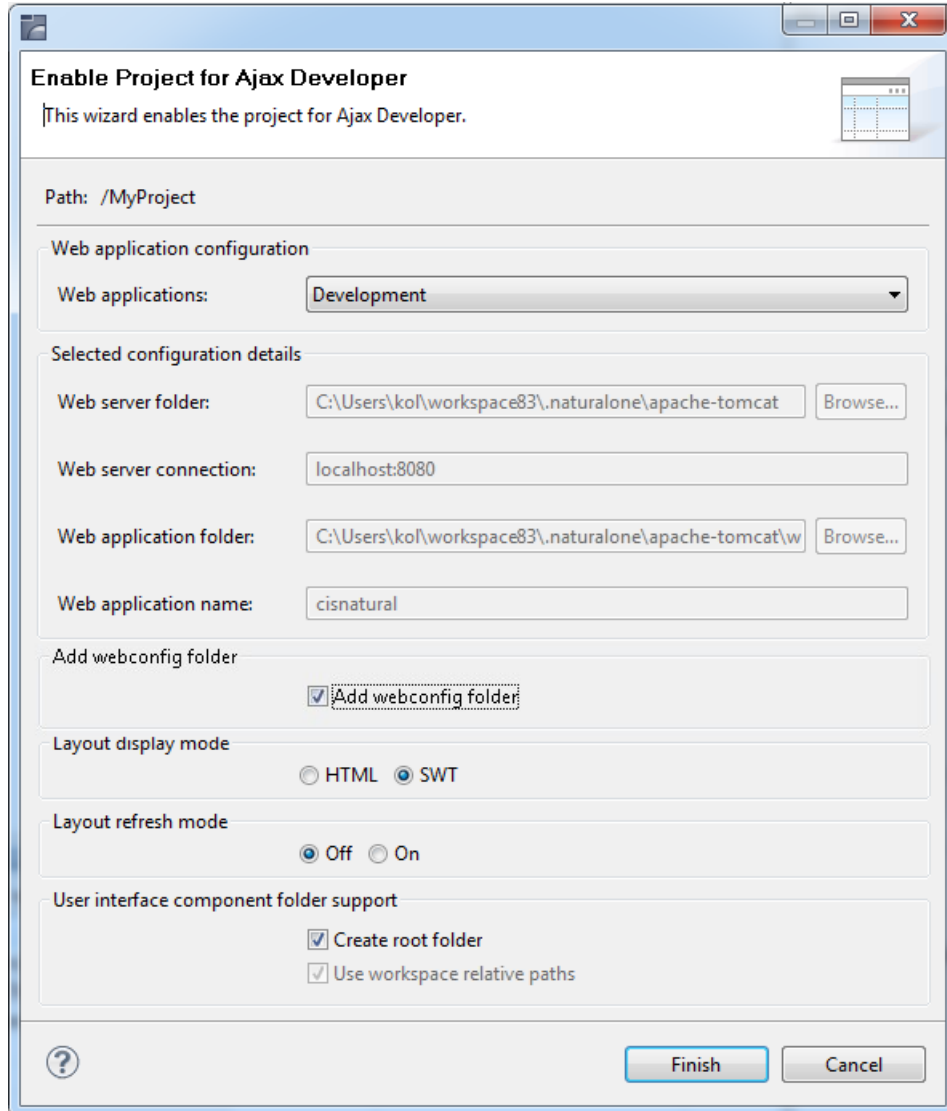 Enable Project for Ajax Developer
This wizard enables the project for Ajax Developer.
Path: /MyProject
Web application configuration
Web applications: Development
Selected configuration details
Web server folder: C:\Users\kol\workspace83\.naturalone\apache-tomcat Browse...
Web server connection: localhost:8080
Web application folder: C:\Users\kol\workspace83\.naturalone\apache-tomcat\w Browse...
Web application name: cisnatural
Add webconfig folder
Add webconfig folder
Layout display mode
HTML SWT
Layout refresh mode
Off On
User interface component folder support
Create root folder
Use workspace relative paths
? Finish Cancel